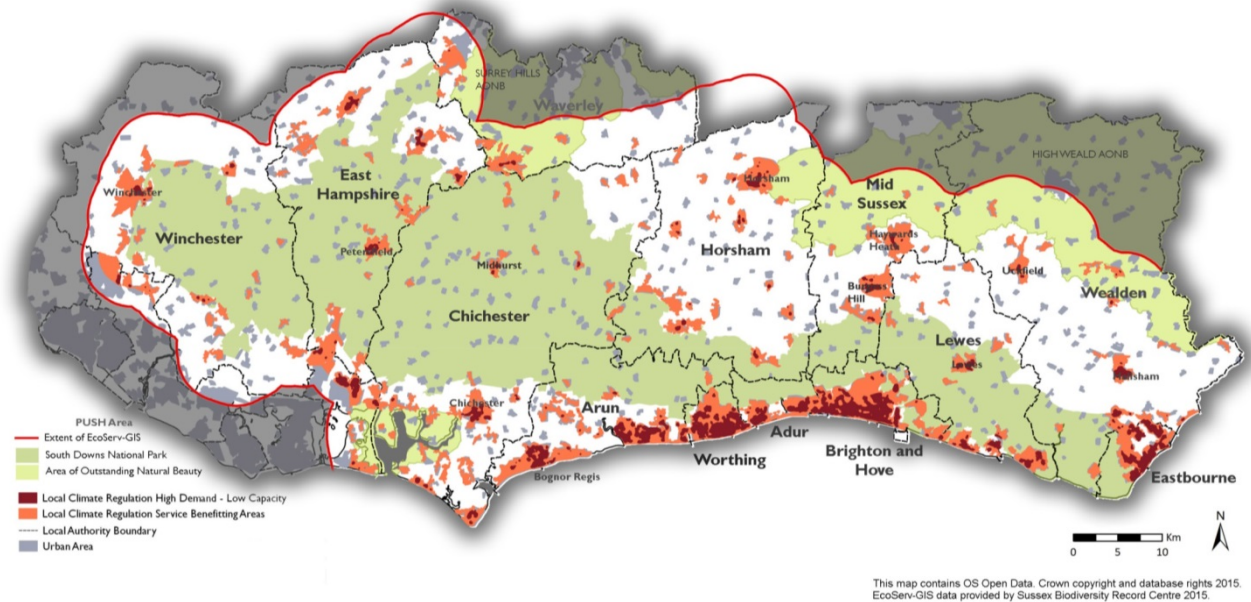 SURREY HILLS
AONB
Waverley
HIGH WEALD AONB
East
Hampshire
Winchester
Horsham
Mid
Sussex
Winchester
Petersfield
Midhurst
Horsham
Haywards
Heath
Uckfield
Burgess
Hill
Wealden
Chichester
Lewes
Lewes
Hailsham
Chichester
Arun
Adur
Worthing
Brighton and
Hove
Bognor Regis
Eastbourne
PUSH Area
Extent of EcoServ-GIS
South Downs National Park
Area of Outstanding Natural Beauty
Local Climate Regulation High Demand - Low Capacity
Local Climate Regulation Service Benefitting Areas
Local Authority Boundary
Urban Area
N
Km
0 5 10
This map contains OS Open Data. Crown copyright and database rights 2015.
EcoServ-GIS data provided by Sussex Biodiversity Record Centre 2015.